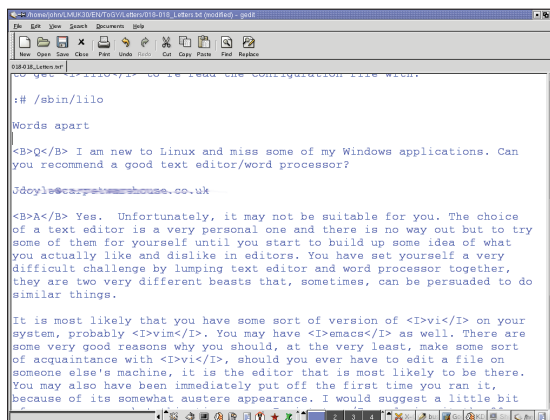 /home/john/LMUK30/EN/ToGY/Letters/018-018_Letters.txt (modified) - gedit
File Edit View Search Documents Help
New Open Save Close Print Undo Redo Cut Copy Paste Find Replace
018-018_Letters.txt*
to get <I>lilo</I> to re read the configuration file with:
:# /sbin/lilo
Words apart
<B>Q</B> I am new to Linux and miss some of my Windows applications. Can
you recommend a good text editor/word processor?
<B>A</B> Yes. Unfortunately, it may not be suitable for you. The choice
of a text editor is a very personal one and there is no way out but to try
some of them for yourself until you start to build up some idea of what
you actually like and dislike in editors. You have set yourself a very
difficult challenge by lumping text editor and word processor together,
they are two very different beasts that, sometimes, can be persuaded to do
similar things.
It is most likely that you have some sort of version of <I>vi</I> on your
system, probably <I>vim</I>. You may have <I>emacs</I> as well. There are
some very good reasons why you should, at the very least, make some sort
of acquaintance with <I>vi</I>, should you ever have to edit a file on
someone else's machine, it is the editor that is most likely to be there.
You may also have been immediately put off the first time you ran it,
because of its somewhat austere appearance. I would suggest a little bit
2 3 4